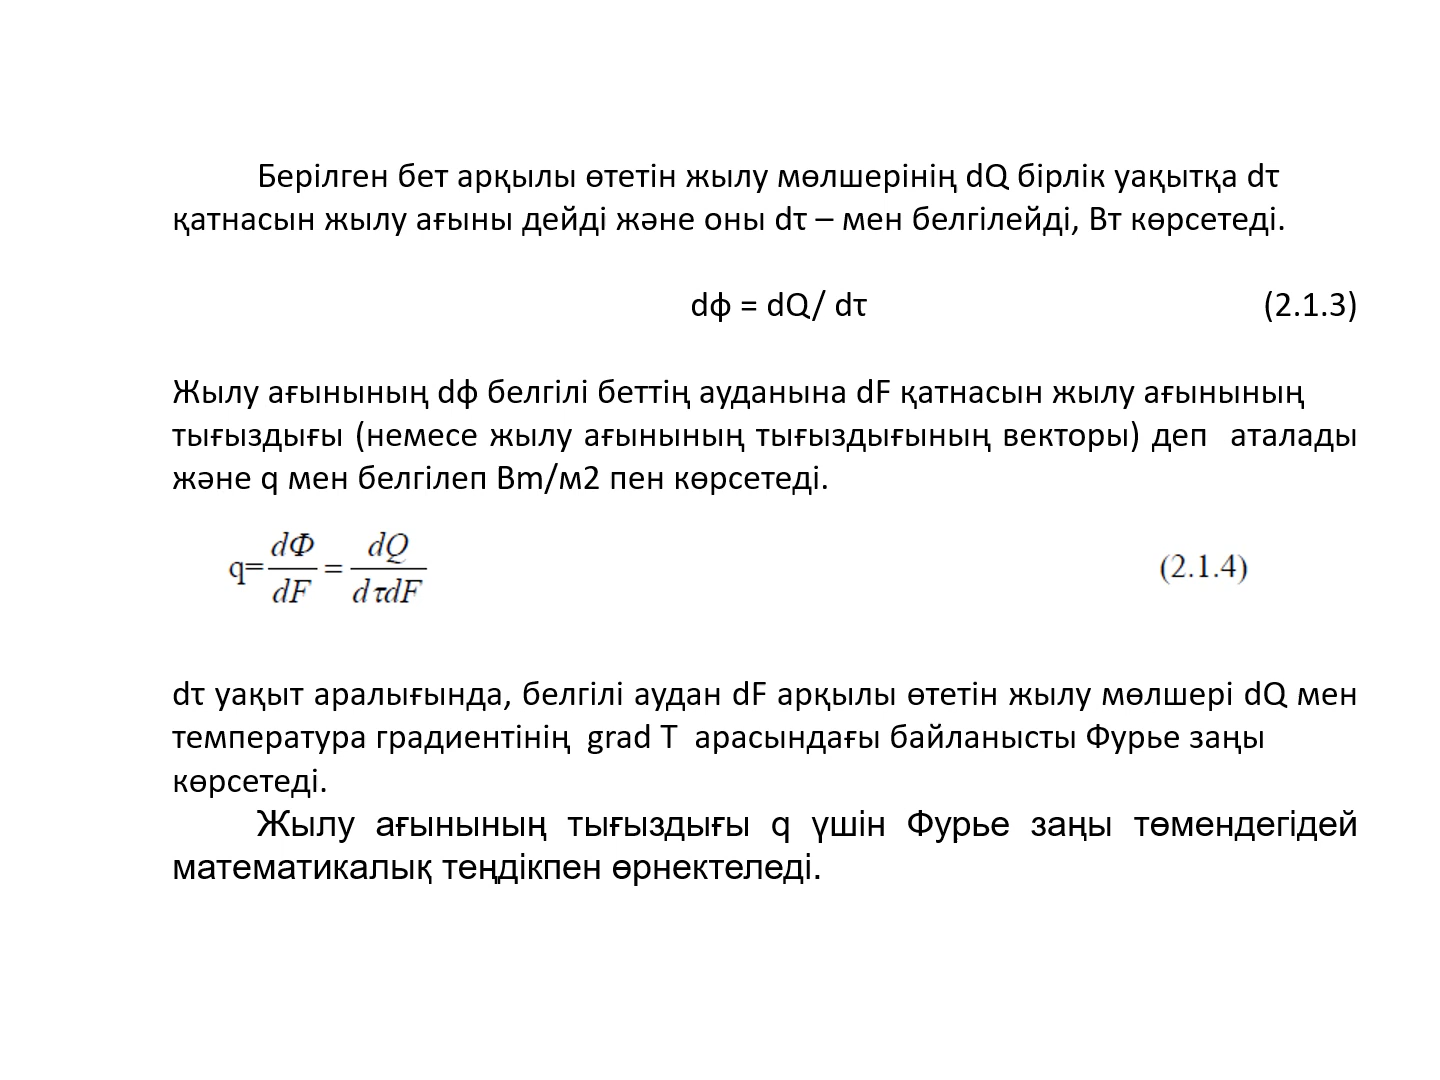 Берілген бет арқылы өтетін жылу мөлшерінің dQ бірлік уақытқа dτ
қатнасын жылу ағыны дейді және оны dτ – мен белгілейді, Вт көрсетеді.
dф = dQ/ dτ (2.1.3)
Жылу ағынының dф белгілі беттің ауданына dF қатнасын жылу ағынының
тығыздығы (немесе жылу ағынының тығыздығының векторы) деп аталады
және q мен белгілеп Вm/м2 пен көрсетеді.
q= dФ/dF = dQ/dτdF (2.1.4)
dτ уақыт аралығында, белгілі аудан dF арқылы өтетін жылу мөлшері dQ мен
температура градиентінің grad T арасындағы байланысты Фурье заңы
көрсетеді.
Жылу ағынының тығыздығы q үшін Фурье заңы төмендегідей
математикалық теңдікпен өрнектеледі.